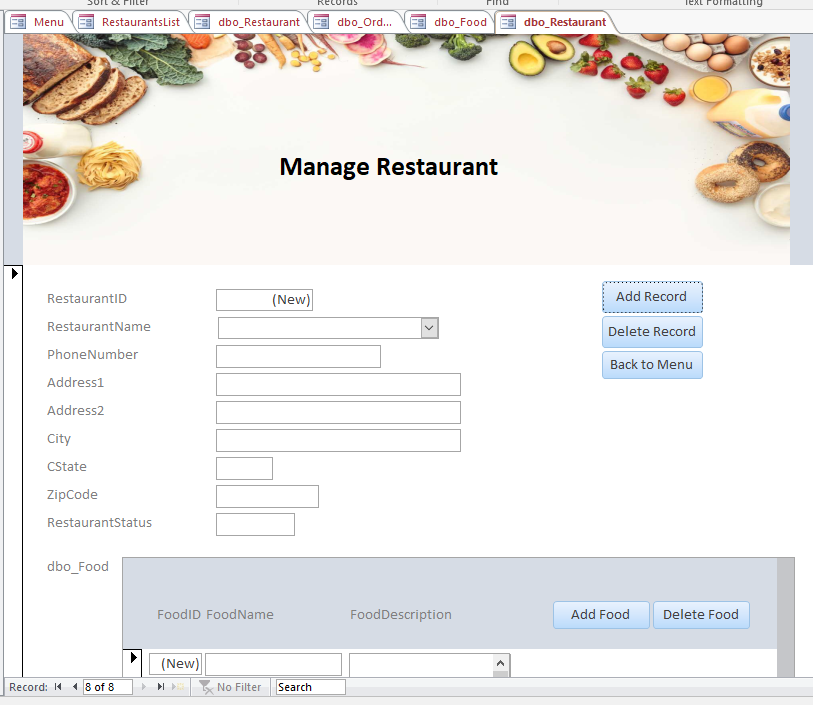 Sort & Filter Records Find Text Formatting
Menu RestaurantsList dbo_Restaurant dbo_Ord... dbo_Food dbo_Restaurant
Manage Restaurant
RestaurantID (New) Add Record
RestaurantName Delete Record
PhoneNumber Back to Menu
Address1
Address2
City
CState
ZipCode
RestaurantStatus
dbo_Food
FoodID FoodName FoodDescription Add Food Delete Food
(New)
Record: 8 of 8 No Filter Search